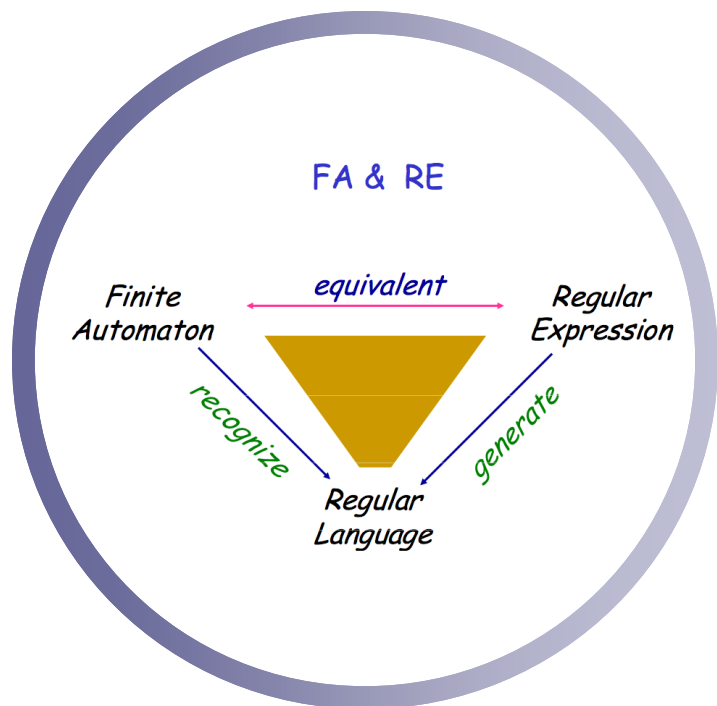 FA & RE
equivalent
Finite
Automaton
Regular
Expression
recognize
generate
Regular
Language